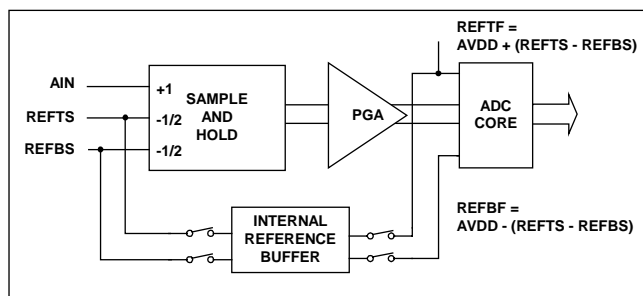 REFTF =
AVDD + (REFTS - REFBS)
AIN
+1
SAMPLE
AND
HOLD
REFTS
-1/2
REFBS
-1/2
PGA
ADC
CORE
INTERNAL
REFERENCE
BUFFER
REFBF =
AVDD - (REFTS - REFBS)